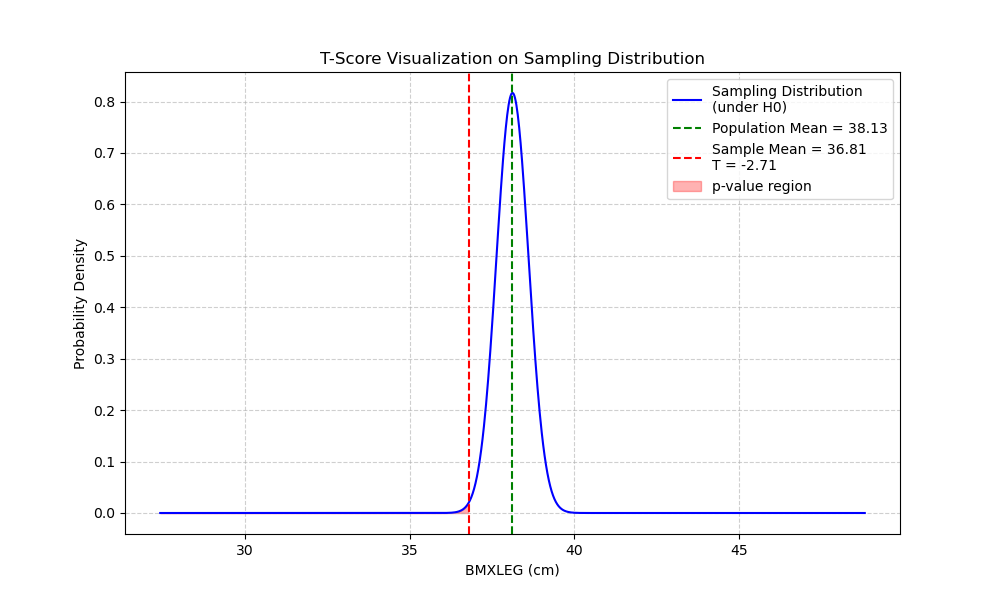 T-Score Visualization on Sampling Distribution
Sampling Distribution
(under H0)
Population Mean = 38.13
Sample Mean = 36.81
T = -2.71
p-value region
Probability Density
0.8
0.7
0.6
0.5
0.4
0.3
0.2
0.1
0.0
30
35
40
45
BMXLEG (cm)